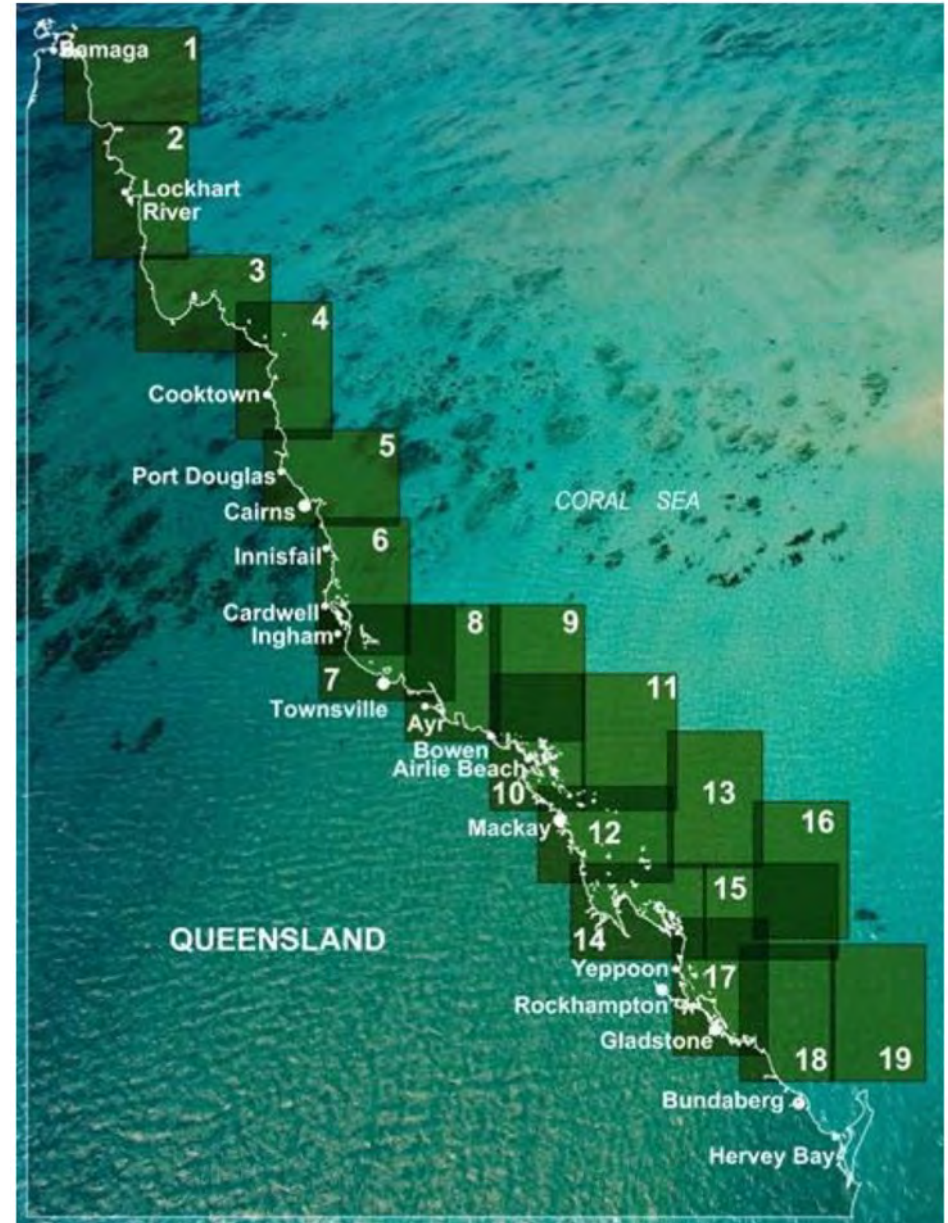 Bamaga
1
2
Lockhart
River
3
4
Cooktown
5
Port Douglas
CORAL SEA
Cairns
6
Innisfail
Cardwell
8
9
Ingham
7
11
Townsville
Ayr
Bowen
Airlie Beach
10
13
Mackay
12
16
15
QUEENSLAND
14
Yeppoon
17
Rockhampton
Gladstone
18
19
Bundaberg
Hervey Bay